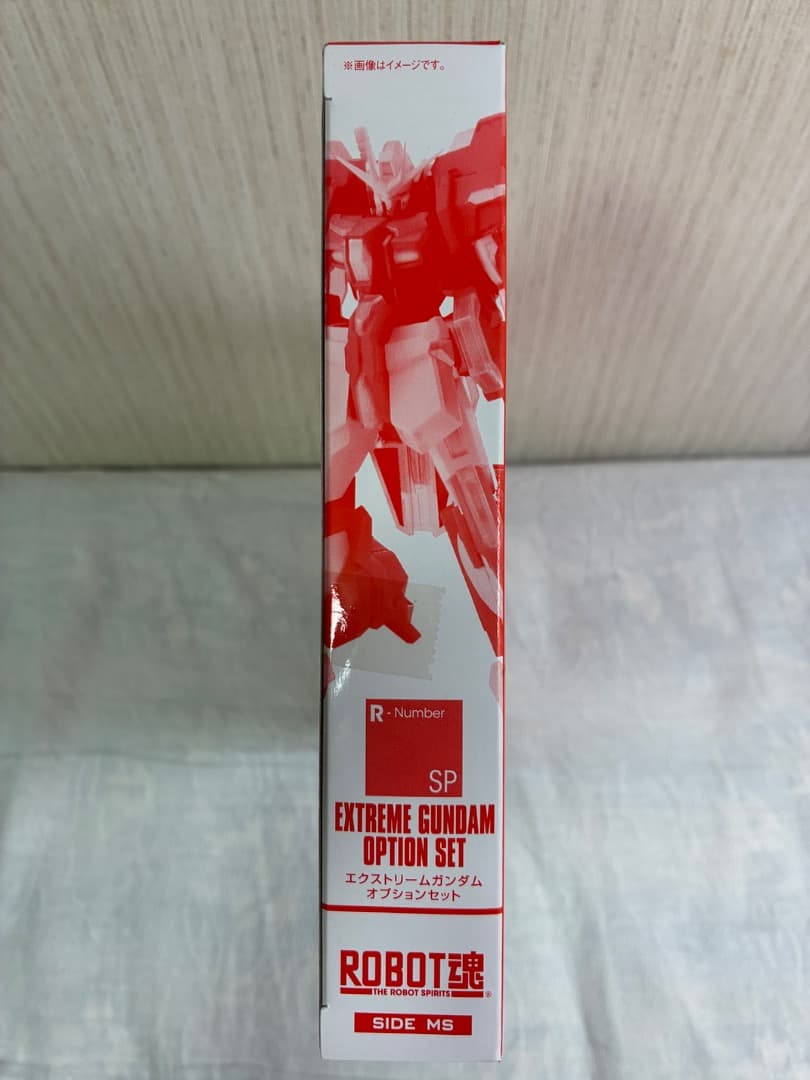 ※画像はイメージです。
R - Number
SP
EXTREME GUNDAM
OPTION SET
エクストリームガンダム
オプションセット
ROBOT魂
THE ROBOT SPIRITS
®
SIDE MS